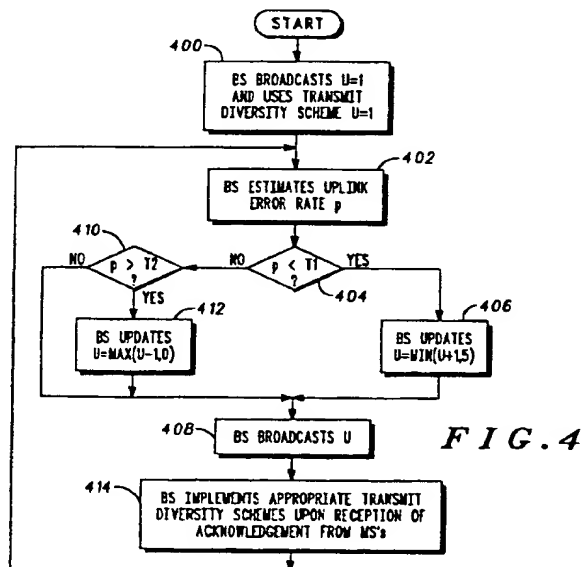 START
400
BS BROADCASTS U=1
AND USES TRANSMIT
DIVERSITY SCHEME U=1
402
BS ESTIMATES UPLINK
ERROR RATE p
410
NO
p > T2
?
YES
NO
p < T1
?
YES
404
412
BS UPDATES
U=MAX(U-1,0)
406
BS UPDATES
U=MIN(U+1,5)
408
BS BROADCASTS U
FIG.4
414
BS IMPLEMENTS APPROPRIATE TRANSMIT
DIVERSITY SCHEMES UPON RECEPTION OF
ACKNOWLEDGEMENT FROM MS's